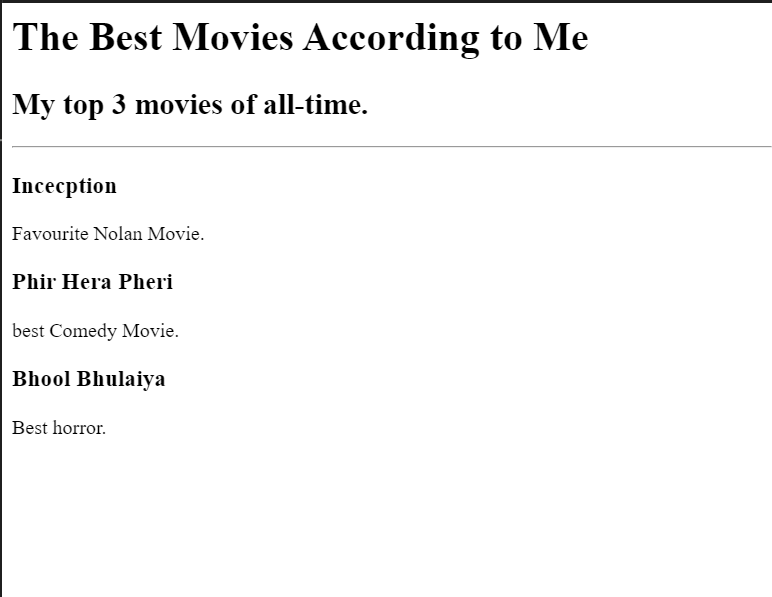 The Best Movies According to Me
My top 3 movies of all-time.
Incecption
Favourite Nolan Movie.
Phir Hera Pheri
best Comedy Movie.
Bhool Bhulaiya
Best horror.